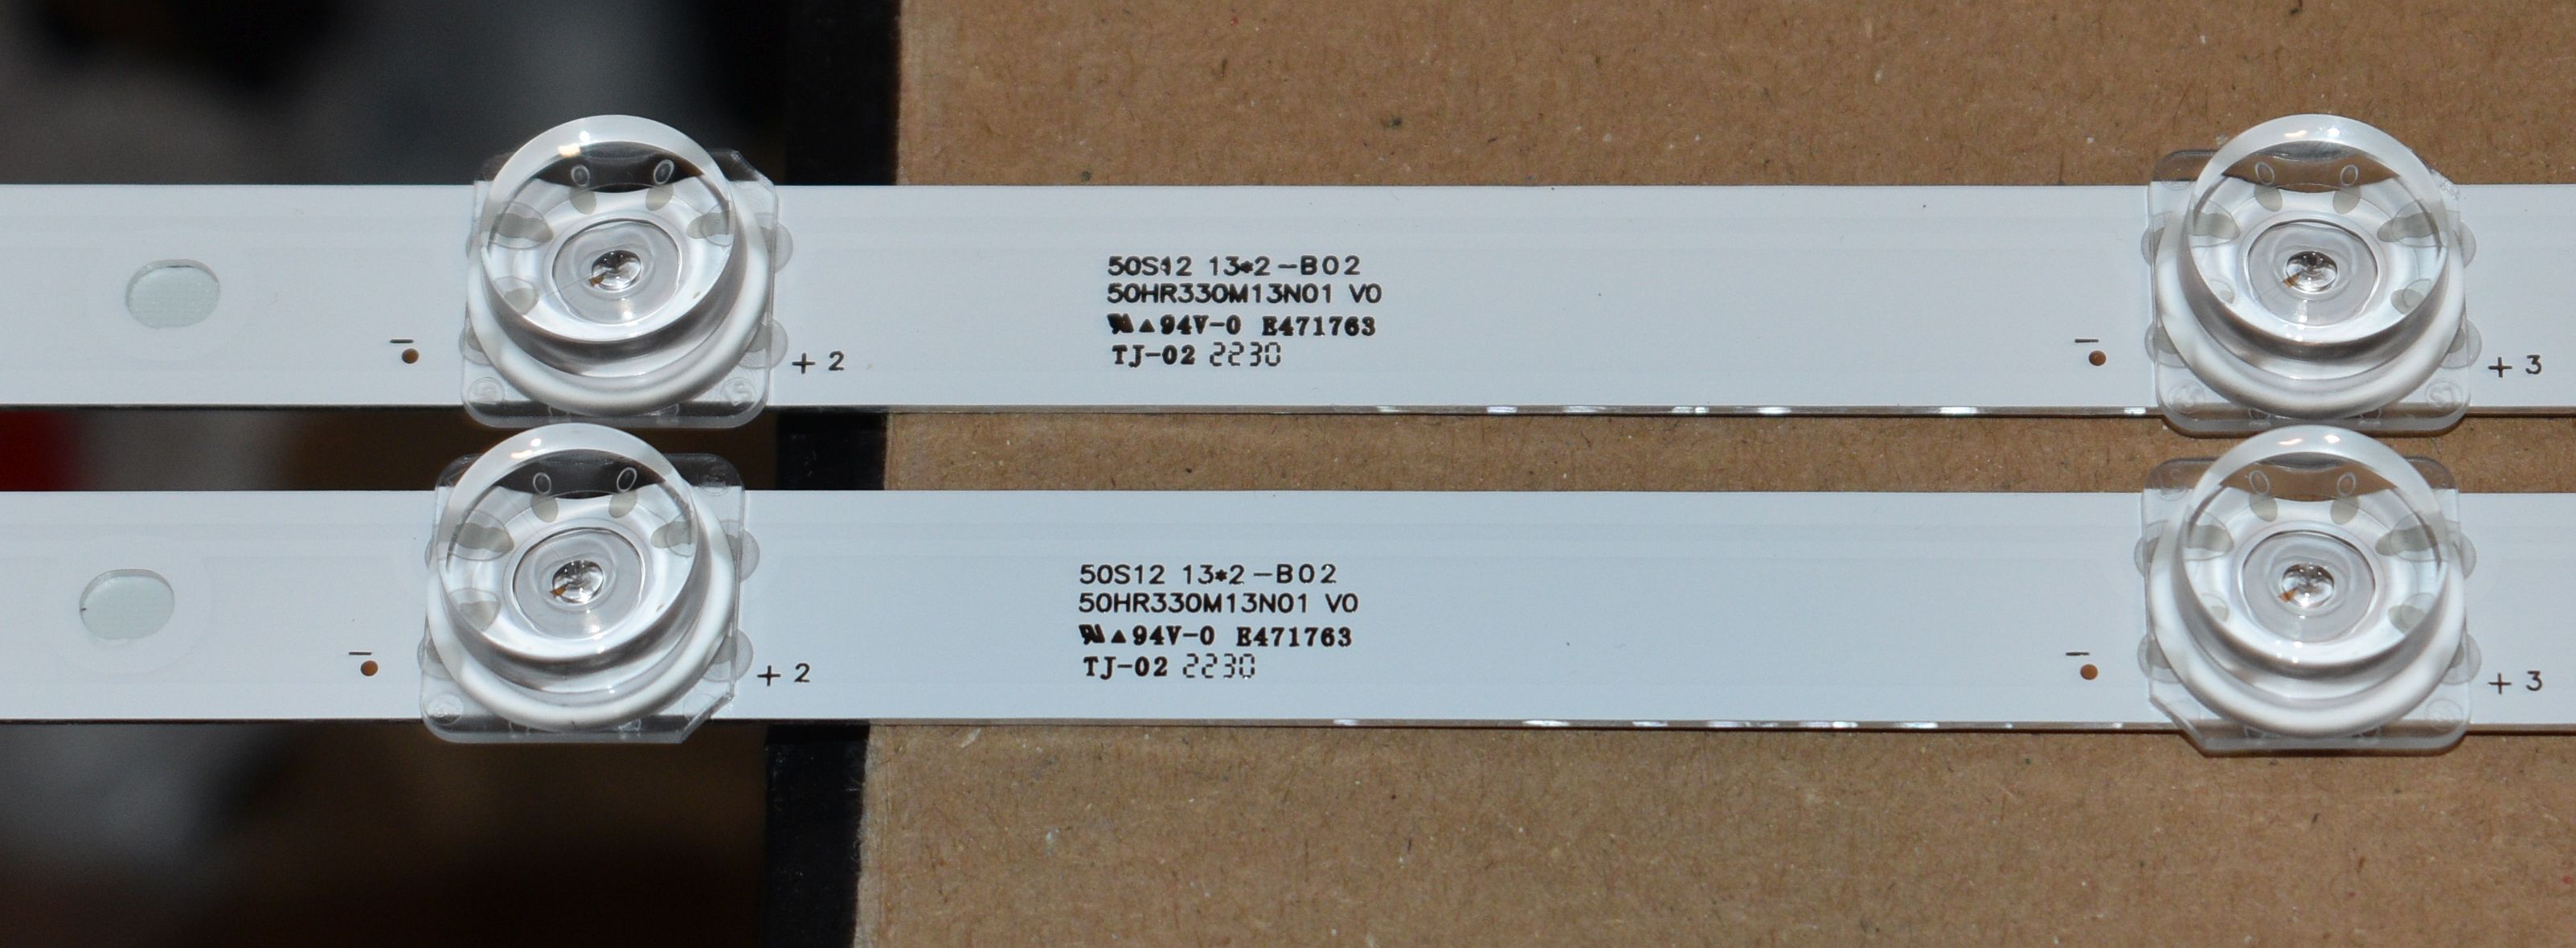 50S12 13*2-B02
50HR330M13N01 V0
▲94V-0 E471763
TJ-02 2230
- + 2
- + 3
50S12 13*2-B02
50HR330M13N01 V0
▲94V-0 E471763
TJ-02 2230
- + 2
- + 3